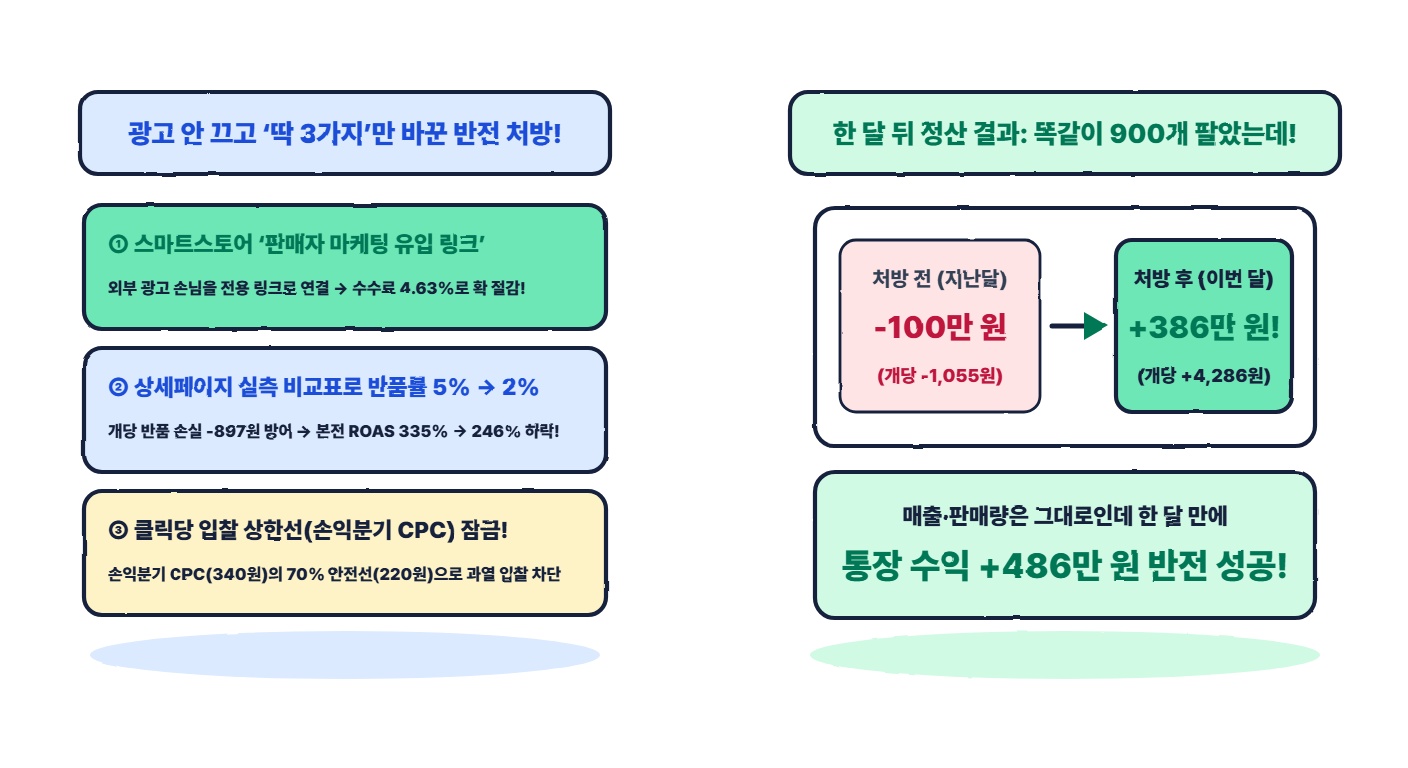 광고 안 끄고 ‘딱 3가지’만 바꾼 반전 처방!
① 스마트스토어 ‘판매자 마케팅 유입 링크’
외부 광고 손님을 전용 링크로 연결 → 수수료 4.63%로 확 절감!
② 상세페이지 실측 비교표로 반품률 5% → 2%
개당 반품 손실 -897원 방어 → 본전 ROAS 335% → 246% 하락!
③ 클릭당 입찰 상한선(손익분기 CPC) 잠금!
손익분기 CPC(340원)의 70% 안전선(220원)으로 과열 입찰 차단
한 달 뒤 정산 결과: 똑같이 900개 팔았는데!
처방 전 (지난달)
-100만 원
(개당 -1,055원)
처방 후 (이번 달)
+386만 원!
(개당 +4,286원)
매출·판매량은 그대로인데 한 달 만에
통장 수익 +486만 원 반전 성공!